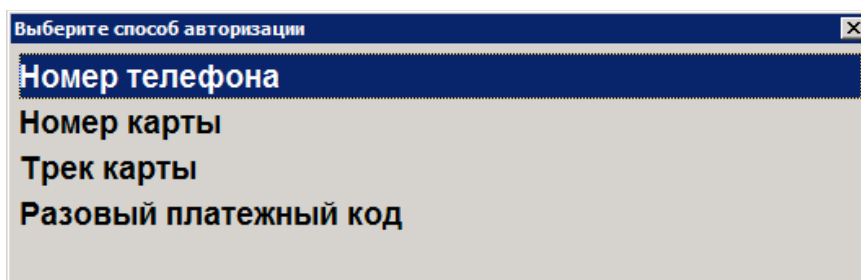 Выберите способ авторизации
Номер телефона
Номер карты
Трек карты
Разовый платежный код